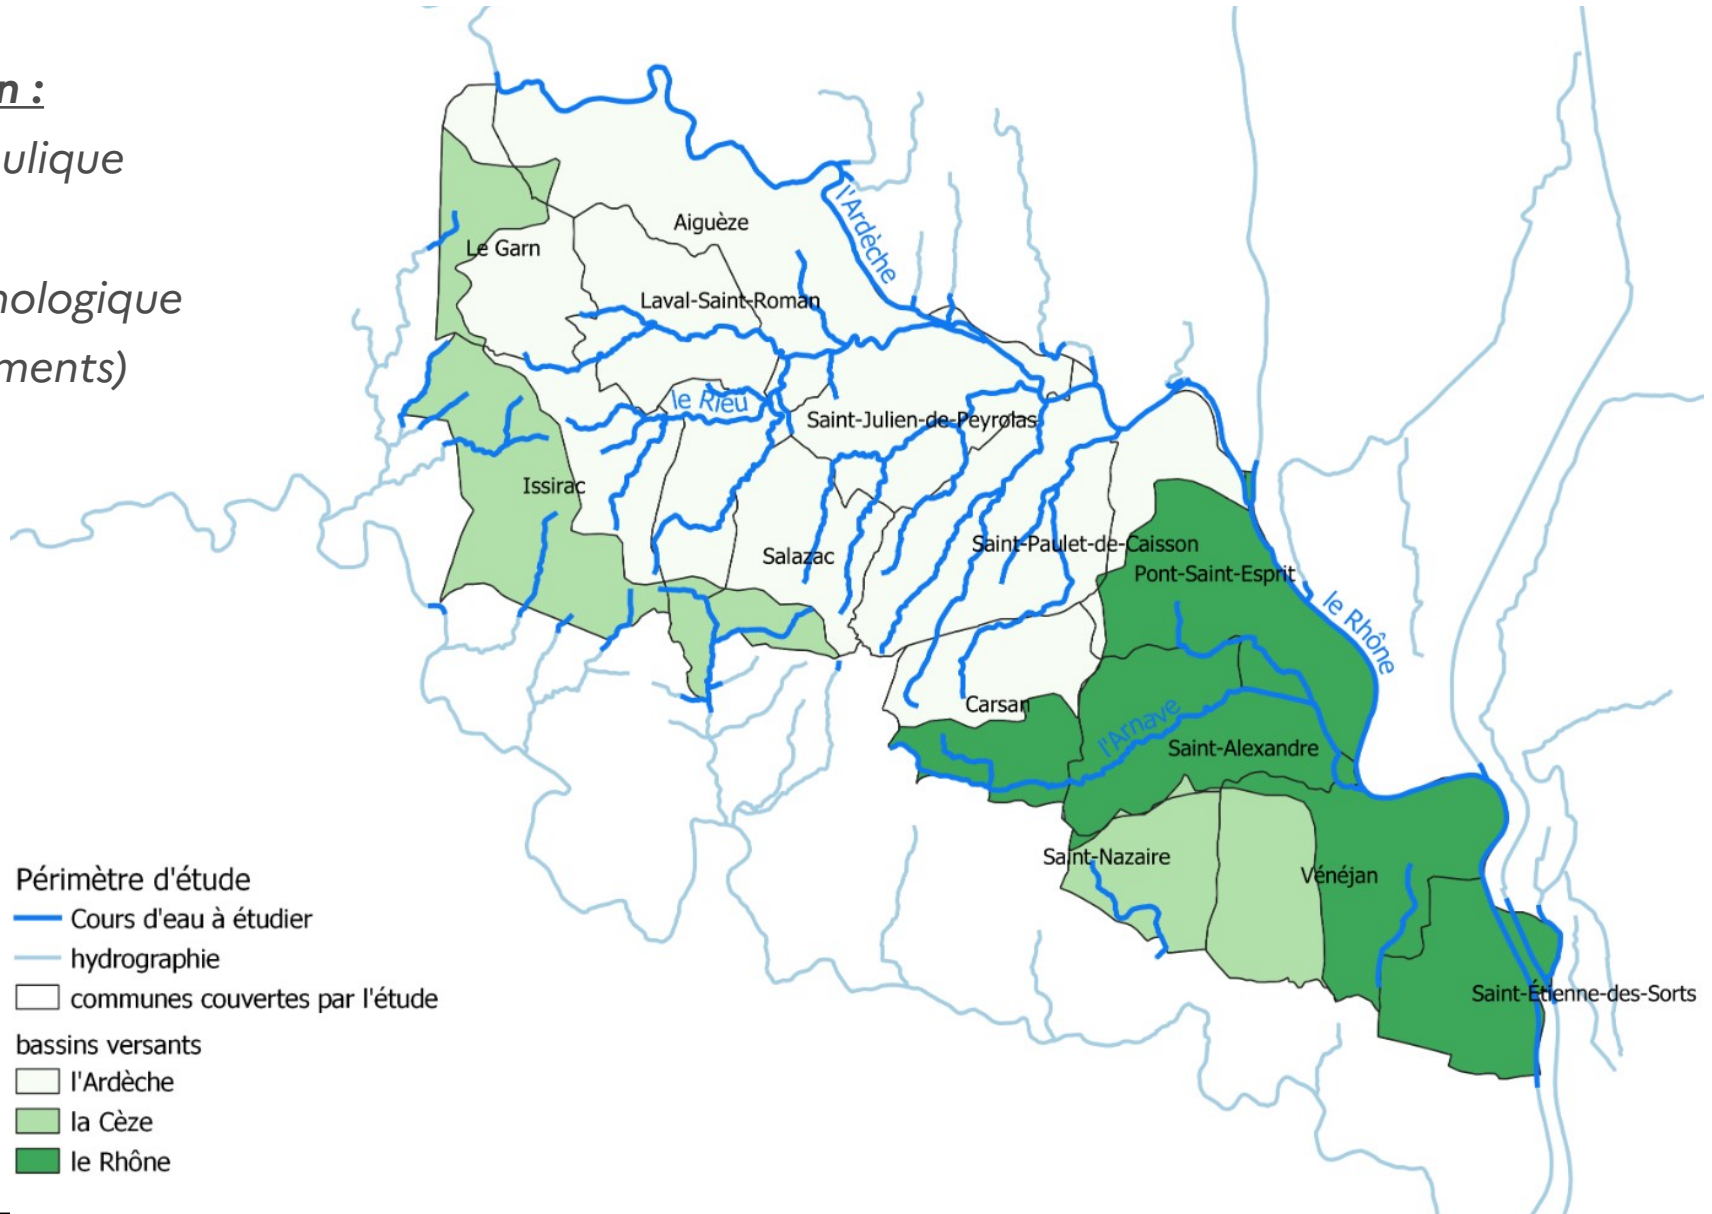 n :
ulique
nologique
ments)
Aiguèze
l'Ardèche
Le Garn
Laval-Saint-Roman
le Rieu
Saint-Julien-de-Peyrolas
Issirac
Salazac
Saint-Paulet-de-Caisson
Pont-Saint-Esprit
le Rhône
Carsan
l'Arnave
Saint-Alexandre
Saint-Nazaire
Vénéjan
Saint-Étienne-des-Sorts
Périmètre d'étude
Cours d'eau à étudier
hydrographie
communes couvertes par l'étude
bassins versants
l'Ardèche
la Cèze
le Rhône